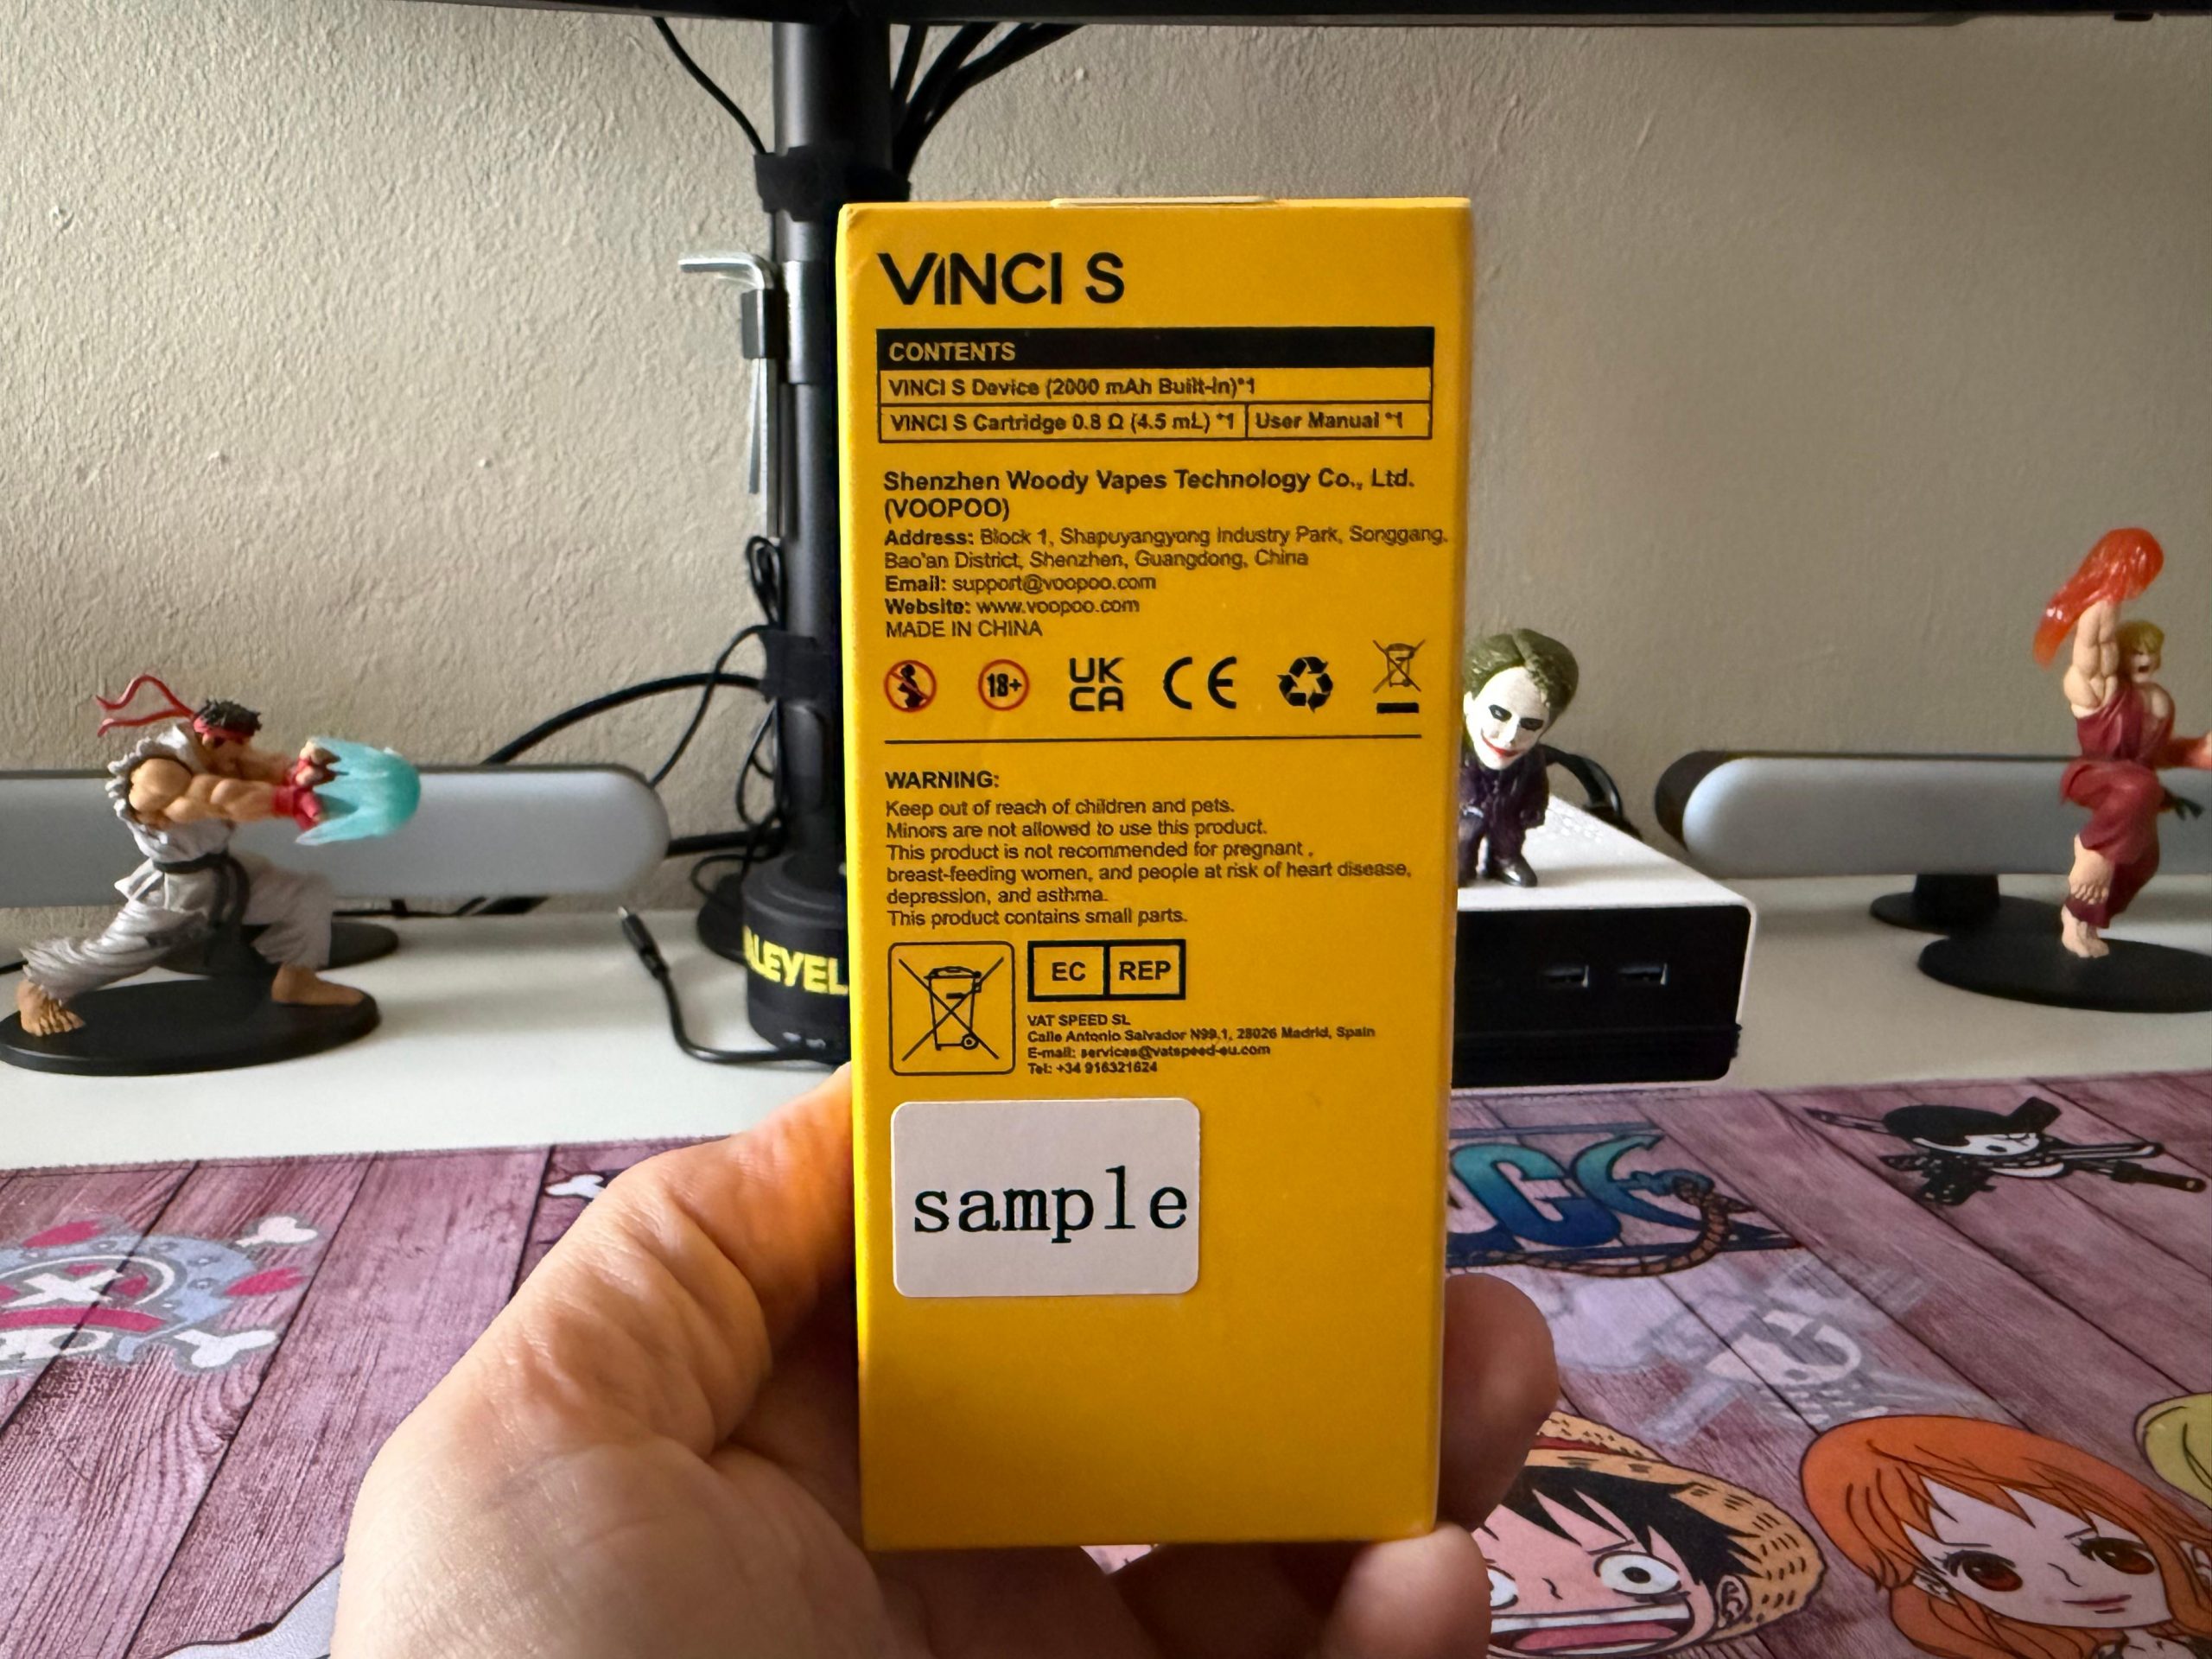 VINCI S
CONTENTS
VINCI S Device (2000 mAh Built-in)*1
VINCI S Cartridge 0.8 Ω (4.5 mL) *1
User Manual *1
Shenzhen Woody Vapes Technology Co., Ltd.
(VOOPOO)
Address: Block 1, Shapuyangyong Industry Park, Songgang,
Bao'an District, Shenzhen, Guangdong, China
Email: support@voopoo.com
Website: www.voopoo.com
MADE IN CHINA
18+
UK
CA
CE
WARNING:
Keep out of reach of children and pets.
Minors are not allowed to use this product.
This product is not recommended for pregnant ,
breast-feeding women, and people at risk of heart disease,
depression, and asthma.
This product contains small parts.
EC REP
VAT SPEED SL
Calle Antonio Salvador N99,1, 28026 Madrid, Spain
E-mail: services@vatspeed-eu.com
Tel: +34 916321624
sample